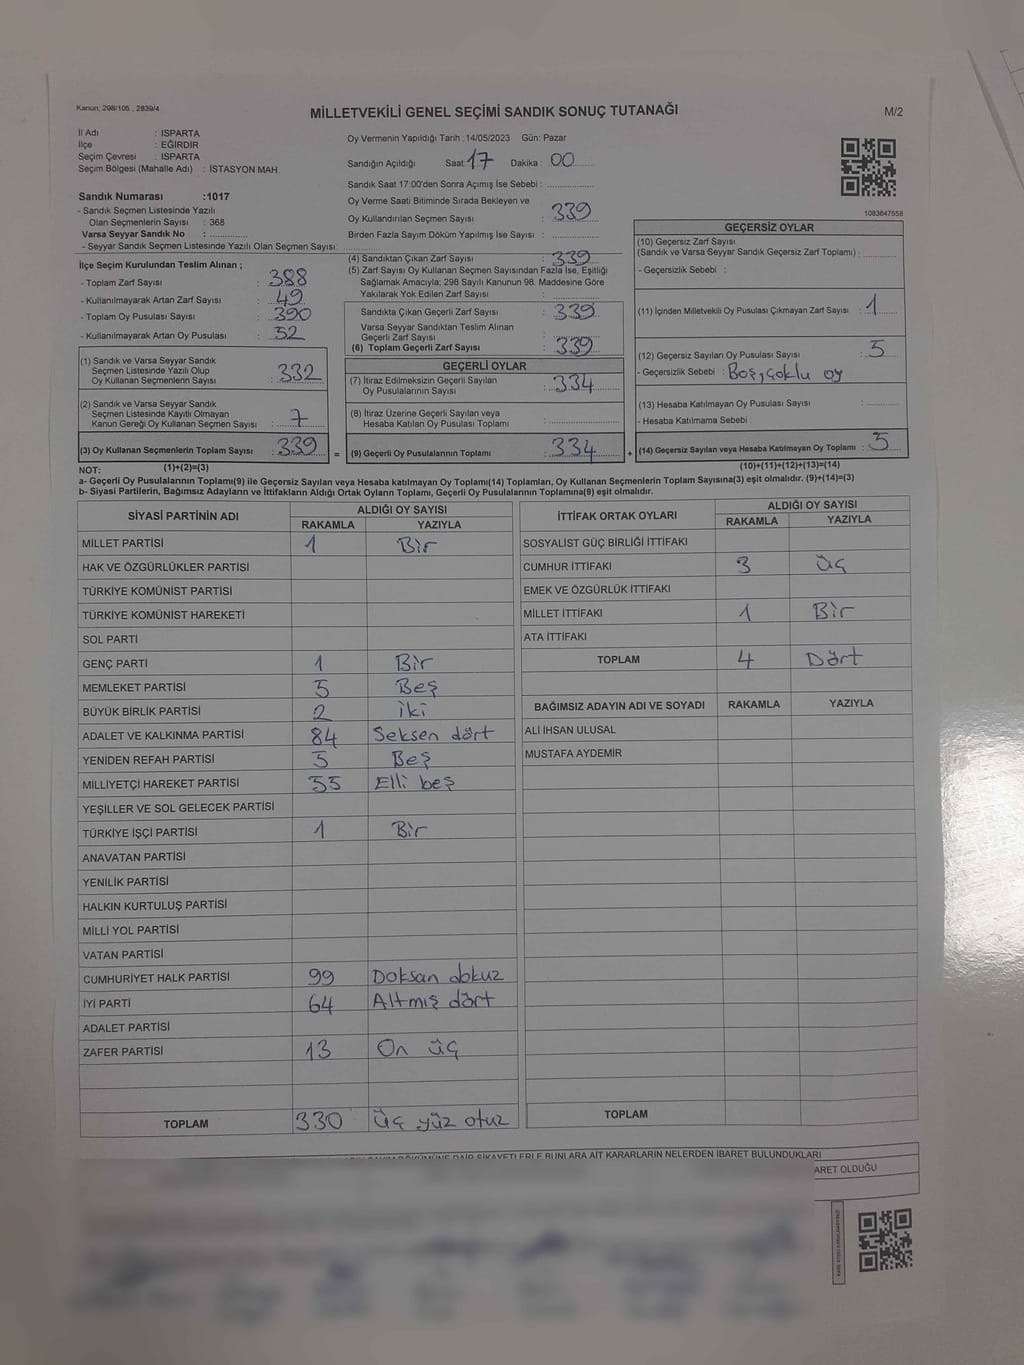 Kanun; 298/105 , 2839/4
MİLLETVEKİLİ GENEL SEÇİMİ SANDIK SONUÇ TUTANAĞI
M/2
İl Adı : ISPARTA
İlçe : EĞİRDİR
Seçim Çevresi : ISPARTA
Seçim Bölgesi (Mahalle Adı) : İSTASYON MAH.
Sandık Numarası :1017
- Sandık Seçmen Listesinde Yazılı
Olan Seçmenlerin Sayısı : 368
Varsa Seyyar Sandık No :
- Seyyar Sandık Seçmen Listesinde Yazılı Olan Seçmen Sayısı:
İlçe Seçim Kurulundan Teslim Alınan ;
- Toplam Zarf Sayısı : 388
- Kullanılmayarak Artan Zarf Sayısı : 49
- Toplam Oy Pusulası Sayısı : 390
- Kullanılmayarak Artan Oy Pusulası : 52
(1) Sandık ve Varsa Seyyar Sandık
Seçmen Listesinde Yazılı Olup
Oy Kullanan Seçmenlerin Sayısı : 332
(2) Sandık ve Varsa Seyyar Sandık
Seçmen Listesinde Kayıtlı Olmayan
Kanun Gereği Oy Kullanan Seçmen Sayısı : 7
(3) Oy Kullanan Seçmenlerin Toplam Sayısı : 339 =
Oy Vermenin Yapıldığı Tarih :14/05/2023 Gün: Pazar
Sandığın Açıldığı Saat: 17 Dakika : 00
Sandık Saat 17:00'den Sonra Açımış İse Sebebi :
Oy Verme Saati Bitiminde Sırada Bekleyen ve
Oy Kullandırılan Seçmen Sayısı : 339
Birden Fazla Sayım Döküm Yapılmış İse Sayısı :
(4) Sandıktan Çıkan Zarf Sayısı : 339
(5) Zarf Sayısı Oy Kullanan Seçmen Sayısından Fazla İse, Eşitliği
Sağlamak Amacıyla; 298 Sayılı Kanunun 98. Maddesine Göre
Yakılarak Yok Edilen Zarf Sayısı :
Sandıkta Çıkan Geçerli Zarf Sayısı : 339
Varsa Seyyar Sandıktan Teslim Alınan
Geçerli Zarf Sayısı :
(6) Toplam Geçerli Zarf Sayısı : 339
GEÇERLİ OYLAR
(7) İtiraz Edilmeksizin Geçerli Sayılan
Oy Pusulalarının Sayısı : 334
(8) İtiraz Üzerine Geçerli Sayılan veya
Hesaba Katılan Oy Pusulası Toplamı :
(9) Geçerli Oy Pusulalarının Toplamı : 334 +
1083647558
GEÇERSİZ OYLAR
(10) Geçersiz Zarf Sayısı
(Sandık ve Varsa Seyyar Sandık Geçersiz Zarf Toplamı) :
- Geçersizlik Sebebi :
(11) İçinden Milletvekili Oy Pusulası Çıkmayan Zarf Sayısı : 1
(12) Geçersiz Sayılan Oy Pusulası Sayısı : 5
- Geçersizlik Sebebi : Boş, çoklu oy
(13) Hesaba Katılmayan Oy Pusulası Sayısı :
- Hesaba Katılmama Sebebi :
(14) Geçersiz Sayılan veya Hesaba Katılmayan Oy Toplamı : 5
NOT: (1)+(2)=(3) (10)+(11)+(12)+(13)=(14)
a- Geçerli Oy Pusulalarının Toplamı(9) ile Geçersiz Sayılan veya Hesaba katılmayan Oy Toplamı(14) Toplamları, Oy Kullanan Seçmenlerin Toplam Sayısına(3) eşit olmalıdır. (9)+(14)=(3)
b- Siyasi Partilerin, Bağımsız Adayların ve İttifakların Aldığı Ortak Oyların Toplamı, Geçerli Oy Pusulalarının Toplamına(9) eşit olmalıdır.
SİYASİ PARTİNİN ADI ALDIĞI OY SAYISI
RAKAMLA YAZIYLA
MİLLET PARTİSİ 1 Bir
HAK VE ÖZGÜRLÜKLER PARTİSİ
TÜRKİYE KOMÜNİST PARTİSİ
TÜRKİYE KOMÜNİST HAREKETİ
SOL PARTİ
GENÇ PARTİ 1 Bir
MEMLEKET PARTİSİ 5 Beş
BÜYÜK BİRLİK PARTİSİ 2 iki
ADALET VE KALKINMA PARTİSİ 84 Seksen dört
YENİDEN REFAH PARTİSİ 5 Beş
MİLLİYETÇİ HAREKET PARTİSİ 55 Elli beş
YEŞİLLER VE SOL GELECEK PARTİSİ
TÜRKİYE İŞÇİ PARTİSİ 1 Bir
ANAVATAN PARTİSİ
YENİLİK PARTİSİ
HALKIN KURTULUŞ PARTİSİ
MİLLİ YOL PARTİSİ
VATAN PARTİSİ
CUMHURİYET HALK PARTİSİ 99 Doksan dokuz
İYİ PARTİ 64 Altmış dört
ADALET PARTİSİ
ZAFER PARTİSİ 13 On üç
TOPLAM 330 üç yüz otuz
İTTİFAK ORTAK OYLARI ALDIĞI OY SAYISI
RAKAMLA YAZIYLA
SOSYALİST GÜÇ BİRLİĞİ İTTİFAKI
CUMHUR İTTİFAKI 3 üç
EMEK VE ÖZGÜRLÜK İTTİFAKI
MİLLET İTTİFAKI 1 Bir
ATA İTTİFAKI
TOPLAM 4 Dört
BAĞIMSIZ ADAYIN ADI VE SOYADI RAKAMLA YAZIYLA
ALİ İHSAN ULUSAL
MUSTAFA AYDEMİR
TOPLAM
DAİR ŞİKAYETLERLE BUNLARA AİT KARARLARIN NELERDEN İBARET BULUNDUKLARI
OLDUĞU